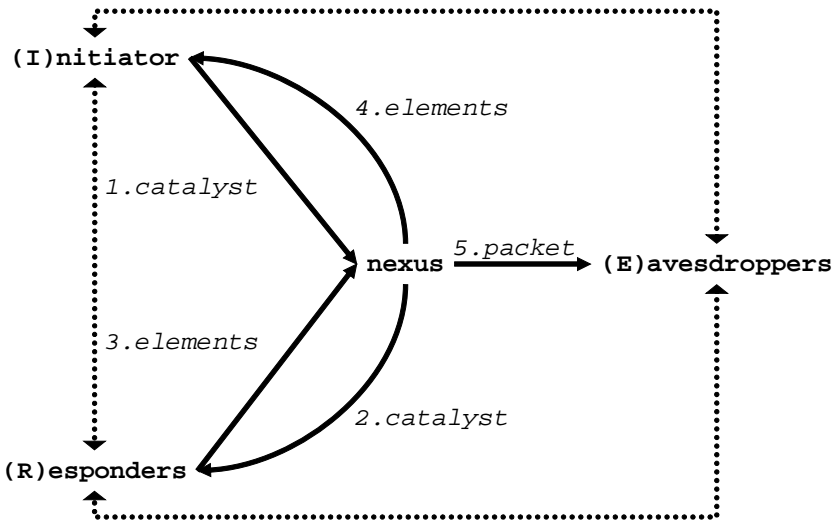 (I)nitiator
4.elements
1.catalyst
5.packet
nexus
(E)avesdroppers
3.elements
2.catalyst
(R)esponders